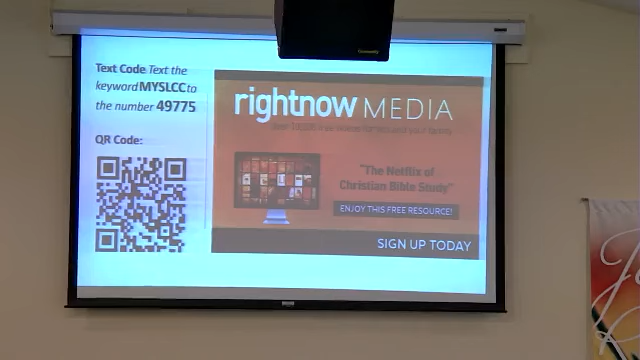 Text Code Text the
keyword MYSLCC to
the number 49775
QR Code:
rightnow MEDIA
"The Netflix of
Christian Bible Study"
ENJOY THIS FREE RESOURCE!
SIGN UP TODAY